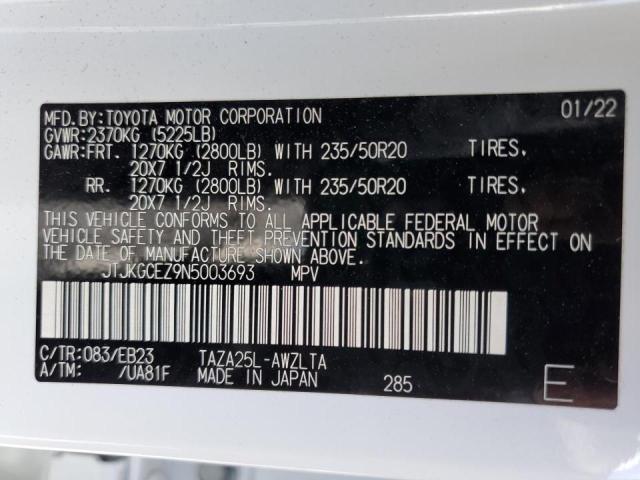 MFD.BY:TOYOTA MOTOR CORPORATION 01/22
GVWR:2370KG (5225LB)
GAWR:FRT. 1270KG (2800LB) WITH 235/50R20 TIRES,
20X7 1/2J RIMS.
RR. 1270KG (2800LB) WITH 235/50R20 TIRES,
20X7 1/2J RIMS.
THIS VEHICLE CONFORMS TO ALL APPLICABLE FEDERAL MOTOR
VEHICLE SAFETY AND THEFT PREVENTION STANDARDS IN EFFECT ON
THE DATE OF MANUFACTURE SHOWN ABOVE.
JTJKGCEZ9N5003693 MPV
C/TR:083/EB23 TAZA25L-AWZLTA
A/TM: /UA81F MADE IN JAPAN 285 E